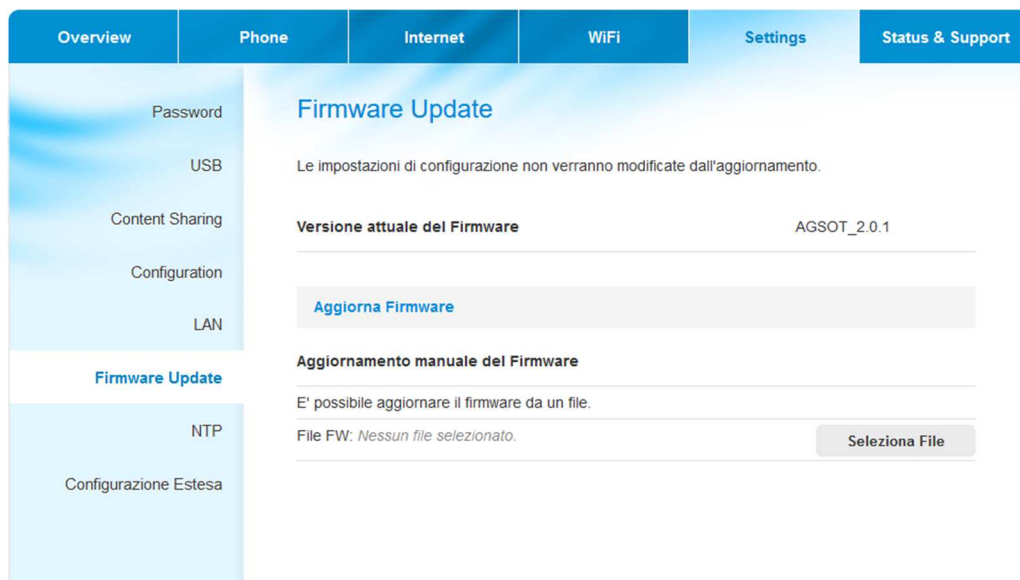 Overview
Phone
Internet
WiFi
Settings
Status & Support
Password
USB
Content Sharing
Configuration
LAN
Firmware Update
NTP
Configurazione Estesa
Firmware Update
Le impostazioni di configurazione non verranno modificate dall'aggiornamento.
Versione attuale del Firmware AGSOT_2.0.1
Aggiorna Firmware
Aggiornamento manuale del Firmware
E' possibile aggiornare il firmware da un file.
File FW: Nessun file selezionato. Seleziona File